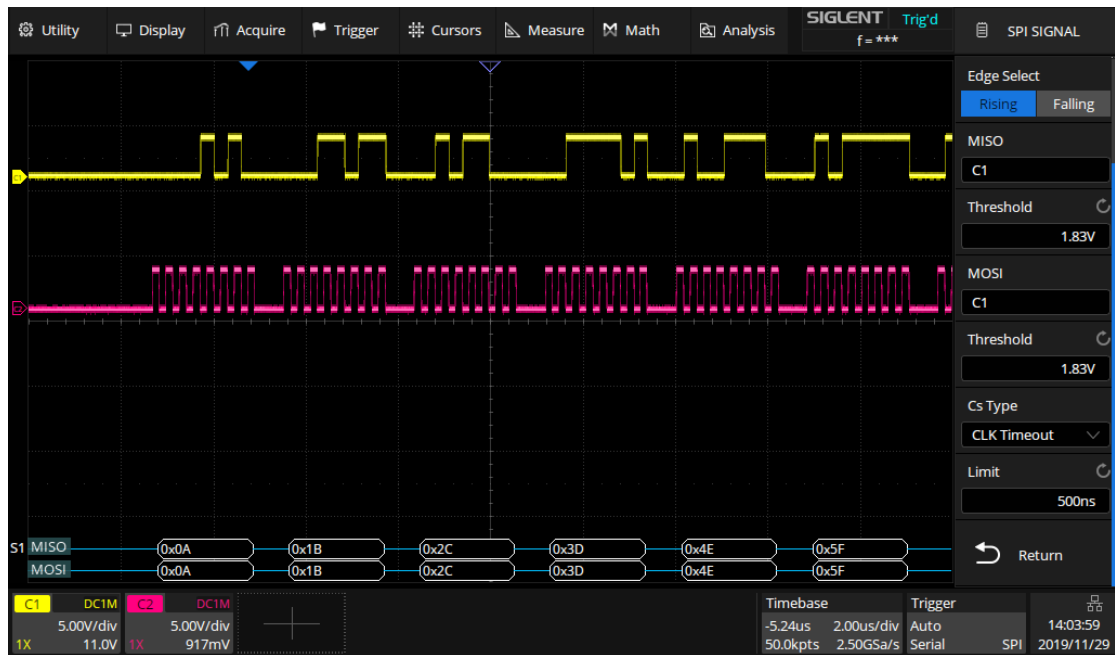 Utility Display Acquire Trigger Cursors Measure Math Analysis SIGLENT Trig'd
f = ***
SPI SIGNAL
Edge Select
Rising Falling
MISO
C1
Threshold
1.83V
MOSI
C1
Threshold
1.83V
Cs Type
CLK Timeout
Limit
500ns
Return
C1
C2
S1 MISO 0x0A 0x1B 0x2C 0x3D 0x4E 0x5F
MOSI 0x0A 0x1B 0x2C 0x3D 0x4E 0x5F
C1 DC1M C2 DC1M Timebase Trigger
5.00V/div 5.00V/div -5.24us 2.00us/div Auto 14:03:59
1X 11.0V 1X 917mV 50.0kpts 2.50GSa/s Serial SPI 2019/11/29